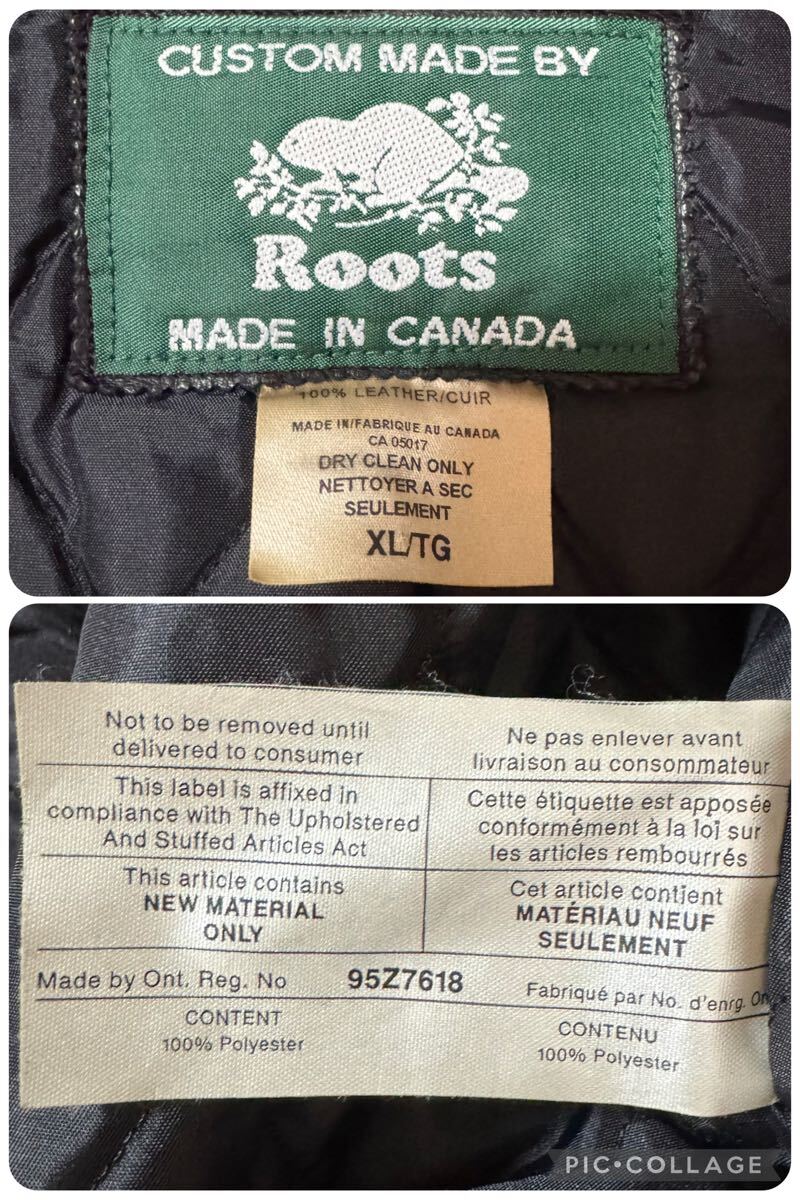 CUSTOM MADE BY
Roots
MADE IN CANADA
100% LEATHER/CUIR
MADE IN/FABRIQUE AU CANADA
CA 05017
DRY CLEAN ONLY
NETTOYER A SEC
SEULEMENT
XL/TG
Not to be removed until
delivered to consumer
Ne pas enlever avant
livraison au consommateur
This label is affixed in
compliance with The Upholstered
And Stuffed Articles Act
Cette étiquette est apposée
conformément à la loi sur
les articles rembourrés
This article contains
NEW MATERIAL
ONLY
Cet article contient
MATÉRIAU NEUF
SEULEMENT
Made by Ont. Reg. No 95Z7618 Fabriqué par No. d'enrg.
CONTENT
100% Polyester
CONTENU
100% Polyester
PIC•COLLAGE